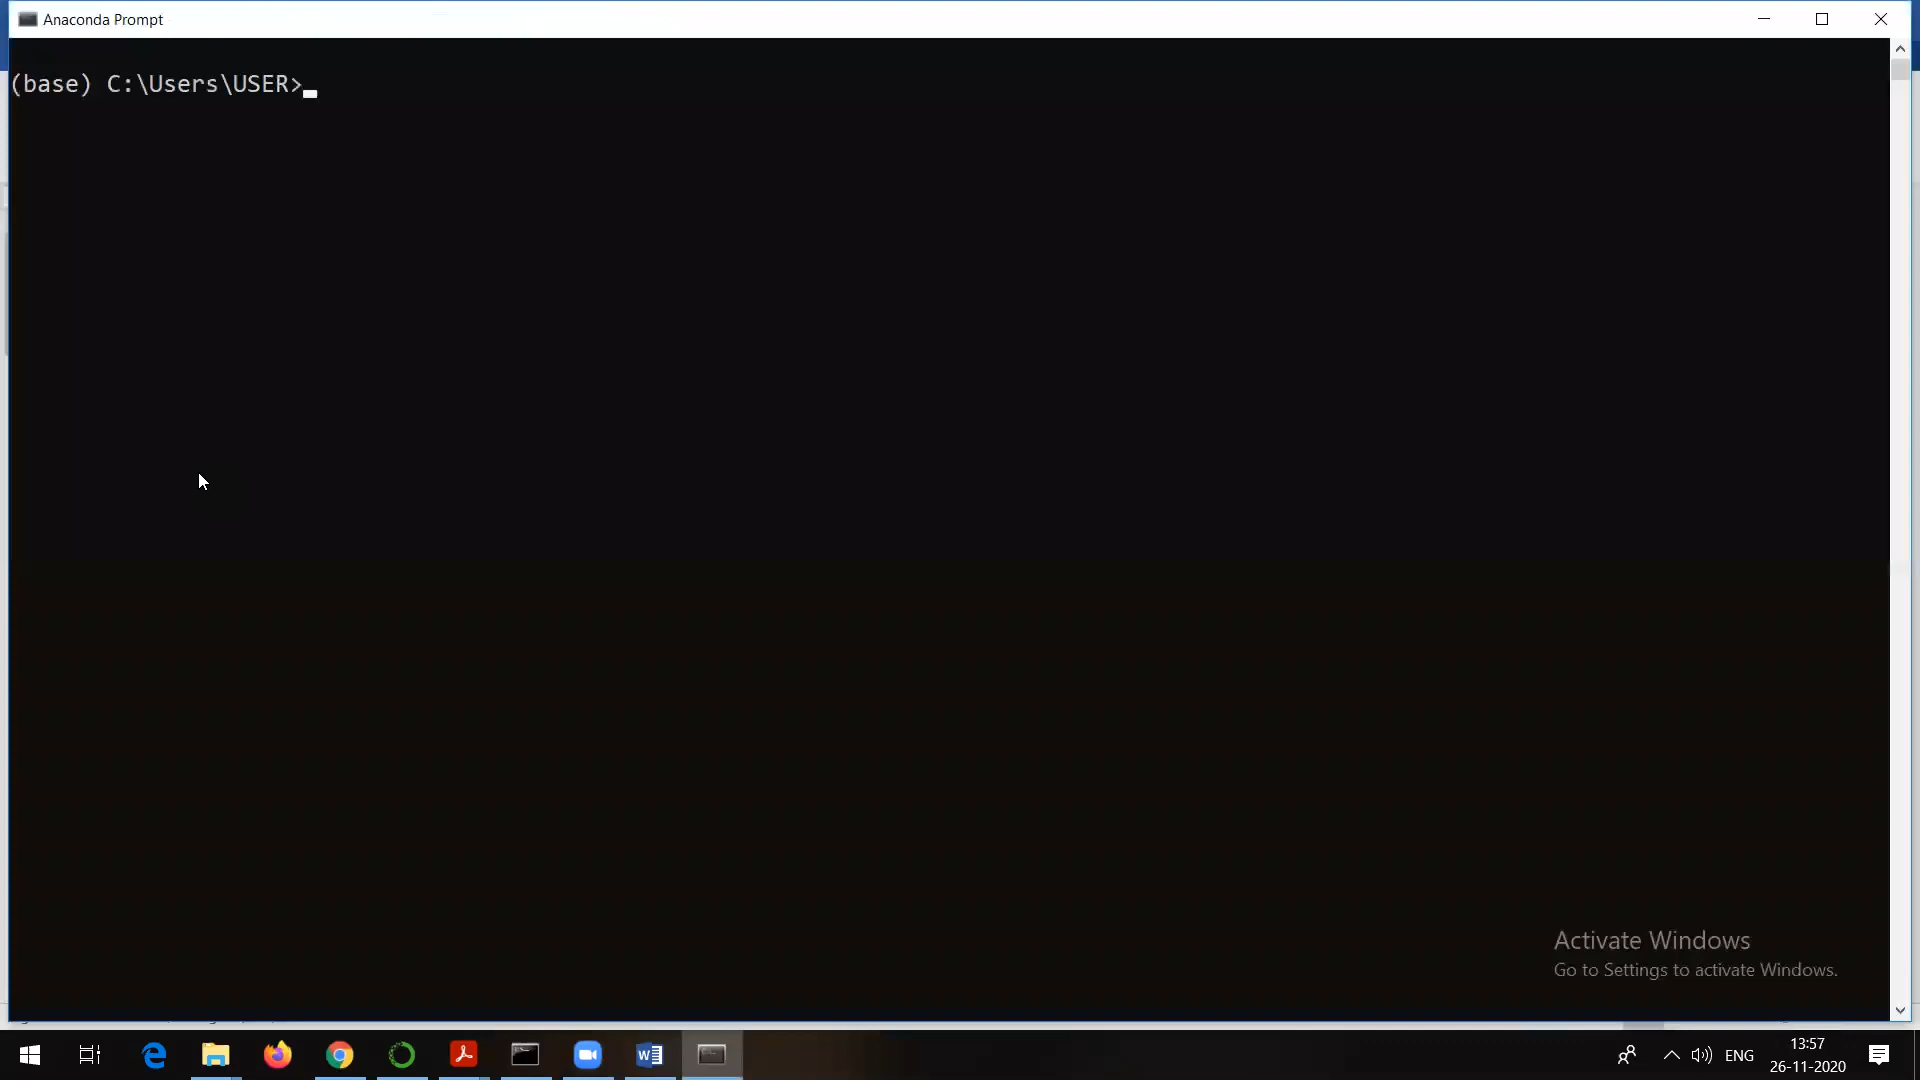 Anaconda Prompt
(base) C:\Users\USER>
Activate Windows
Go to Settings to activate Windows.
ENG
13:57
26-11-2020